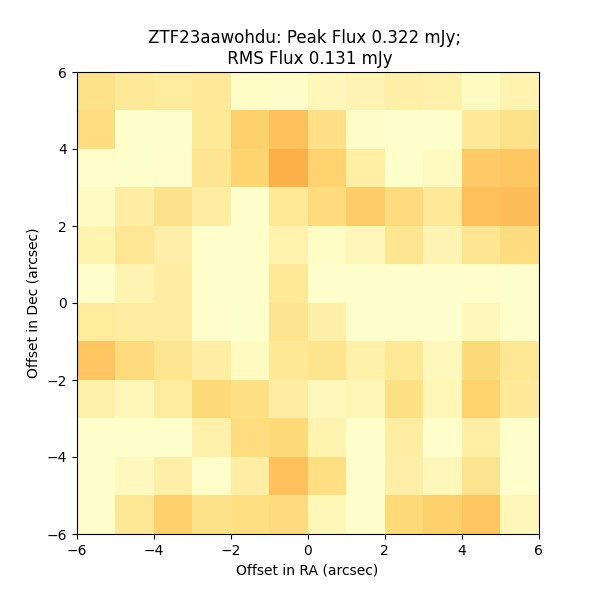 ZTF23aawohdu: Peak Flux 0.322 mJy;
RMS Flux 0.131 mJy
6
4
2
0
−2
−4
−6
Offset in Dec (arcsec)
−6 −4 −2 0 2 4 6
Offset in RA (arcsec)